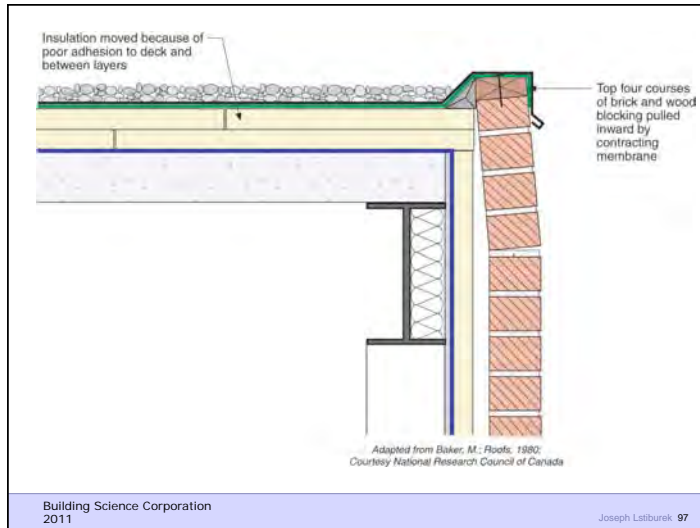 Insulation moved because of
poor adhesion to deck and
between layers
Top four courses
of brick and wood
blocking pulled
inward by
contracting
membrane
Adapted from Baker, M.; Roofs, 1980;
Courtesy National Research Council of Canada
Building Science Corporation
2011
Joseph Lstiburek 97